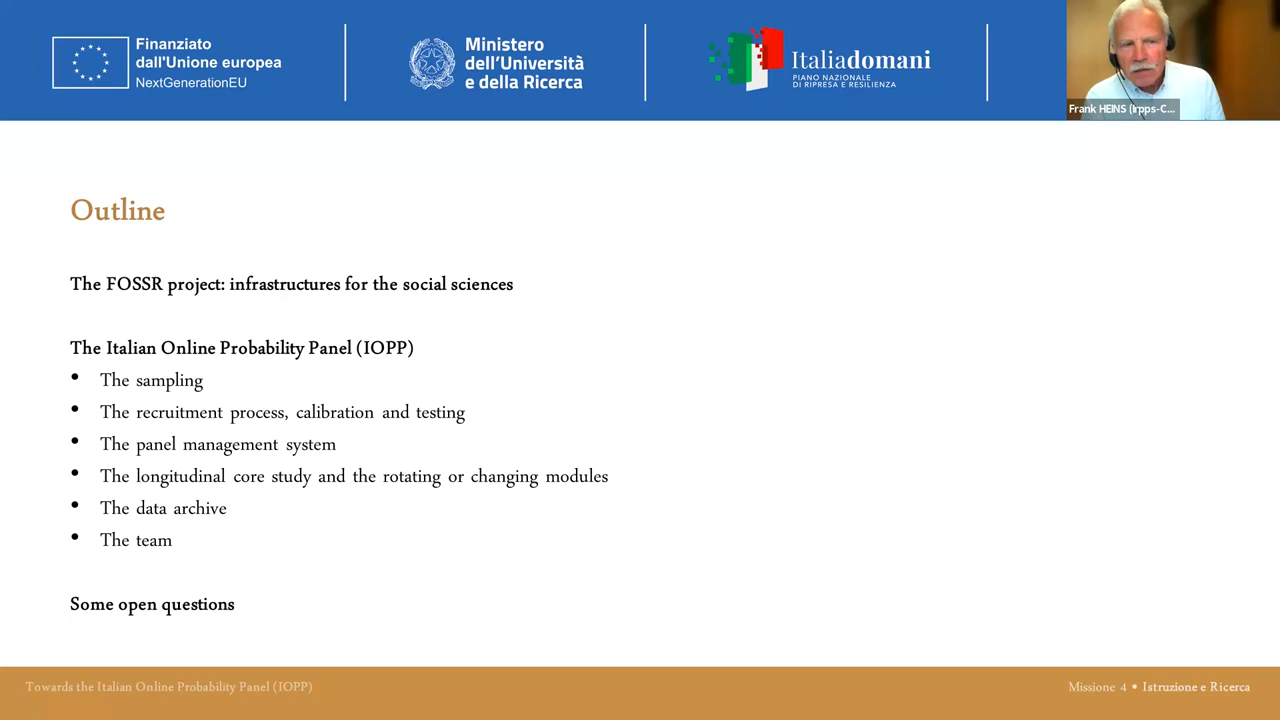 Finanziato
dall'Unione europea
NextGenerationEU
Ministero
dell'Università
e della Ricerca
Italiadomani
PIANO NAZIONALE
DI RIPRESA E RESILIENZA
Frank HEINS (Irpps-C...
Outline
The FOSSR project: infrastructures for the social sciences
The Italian Online Probability Panel (IOPP)
• The sampling
• The recruitment process, calibration and testing
• The panel management system
• The longitudinal core study and the rotating or changing modules
• The data archive
• The team
Some open questions
Towards the Italian Online Probability Panel (IOPP)
Missione 4 • Istruzione e Ricerca